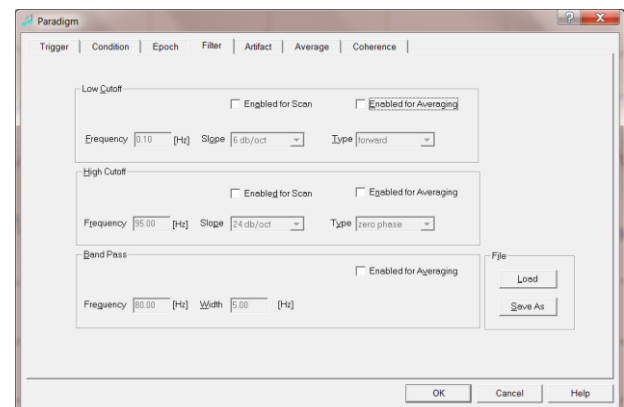 Paradigm
Trigger Condition Epoch Filter Artifact Average Coherence
Low Cutoff
Enabled for Scan Enabled for Averaging
Frequency 0.10 [Hz] Slope 6 db/oct Type forward
High Cutoff
Enabled for Scan Enabled for Averaging
Frequency 95.00 [Hz] Slope 24 db/oct Type zero phase
Band Pass
Enabled for Averaging
Frequency 80.00 [Hz] Width 5.00 [Hz]
File
Load
Save As
OK Cancel Help